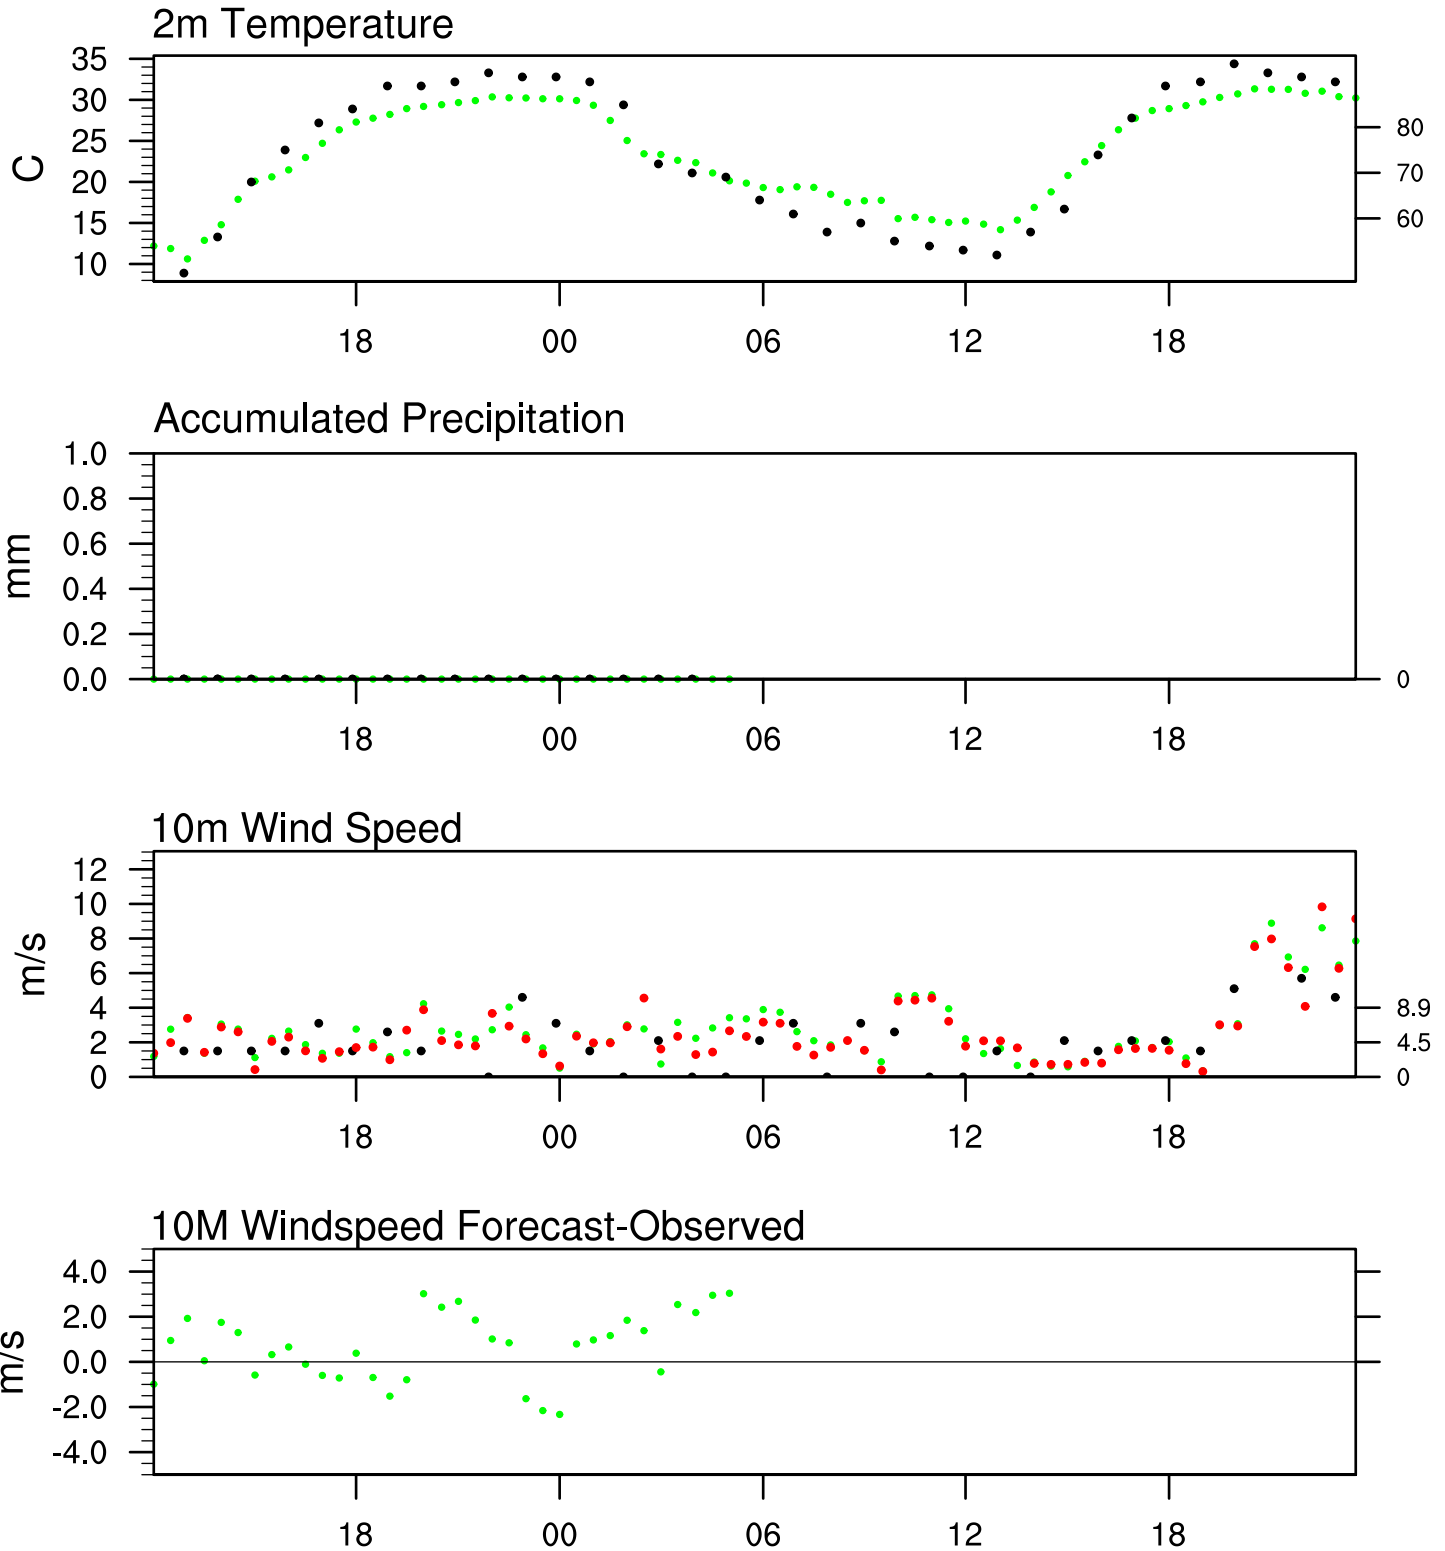 2m Temperature
35
30
25
20
15
10
C
80
70
60
18 00 06 12 18
Accumulated Precipitation
1.0
0.8
0.6
0.4
0.2
0.0
mm
0
18 00 06 12 18
10m Wind Speed
12
10
8
6
4
2
0
m/s
8.9
4.5
0
18 00 06 12 18
10M Windspeed Forecast-Observed
4.0
2.0
0.0
-2.0
-4.0
m/s
18 00 06 12 18